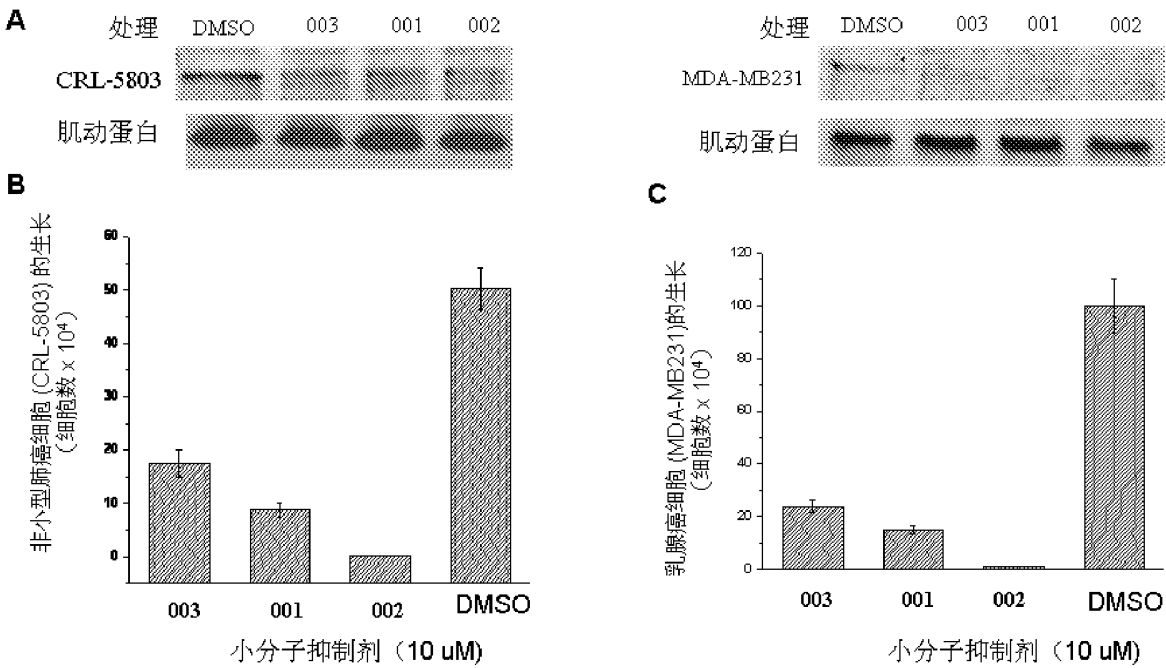 A
处理 DMSO 003 001 002
CRL-5803
肌动蛋白
处理 DMSO 003 001 002
MDA-MB231
肌动蛋白
B
非小型肺癌细胞 (CRL-5803) 的生长
（细胞数 x 10⁴）
60
50
40
30
20
10
0
003 001 002 DMSO
小分子抑制剂（10 uM）
C
乳腺癌细胞 (MDA-MB231)的生长
（细胞数 x 10⁴）
120
100
80
60
40
20
0
003 001 002 DMSO
小分子抑制剂（10 uM）